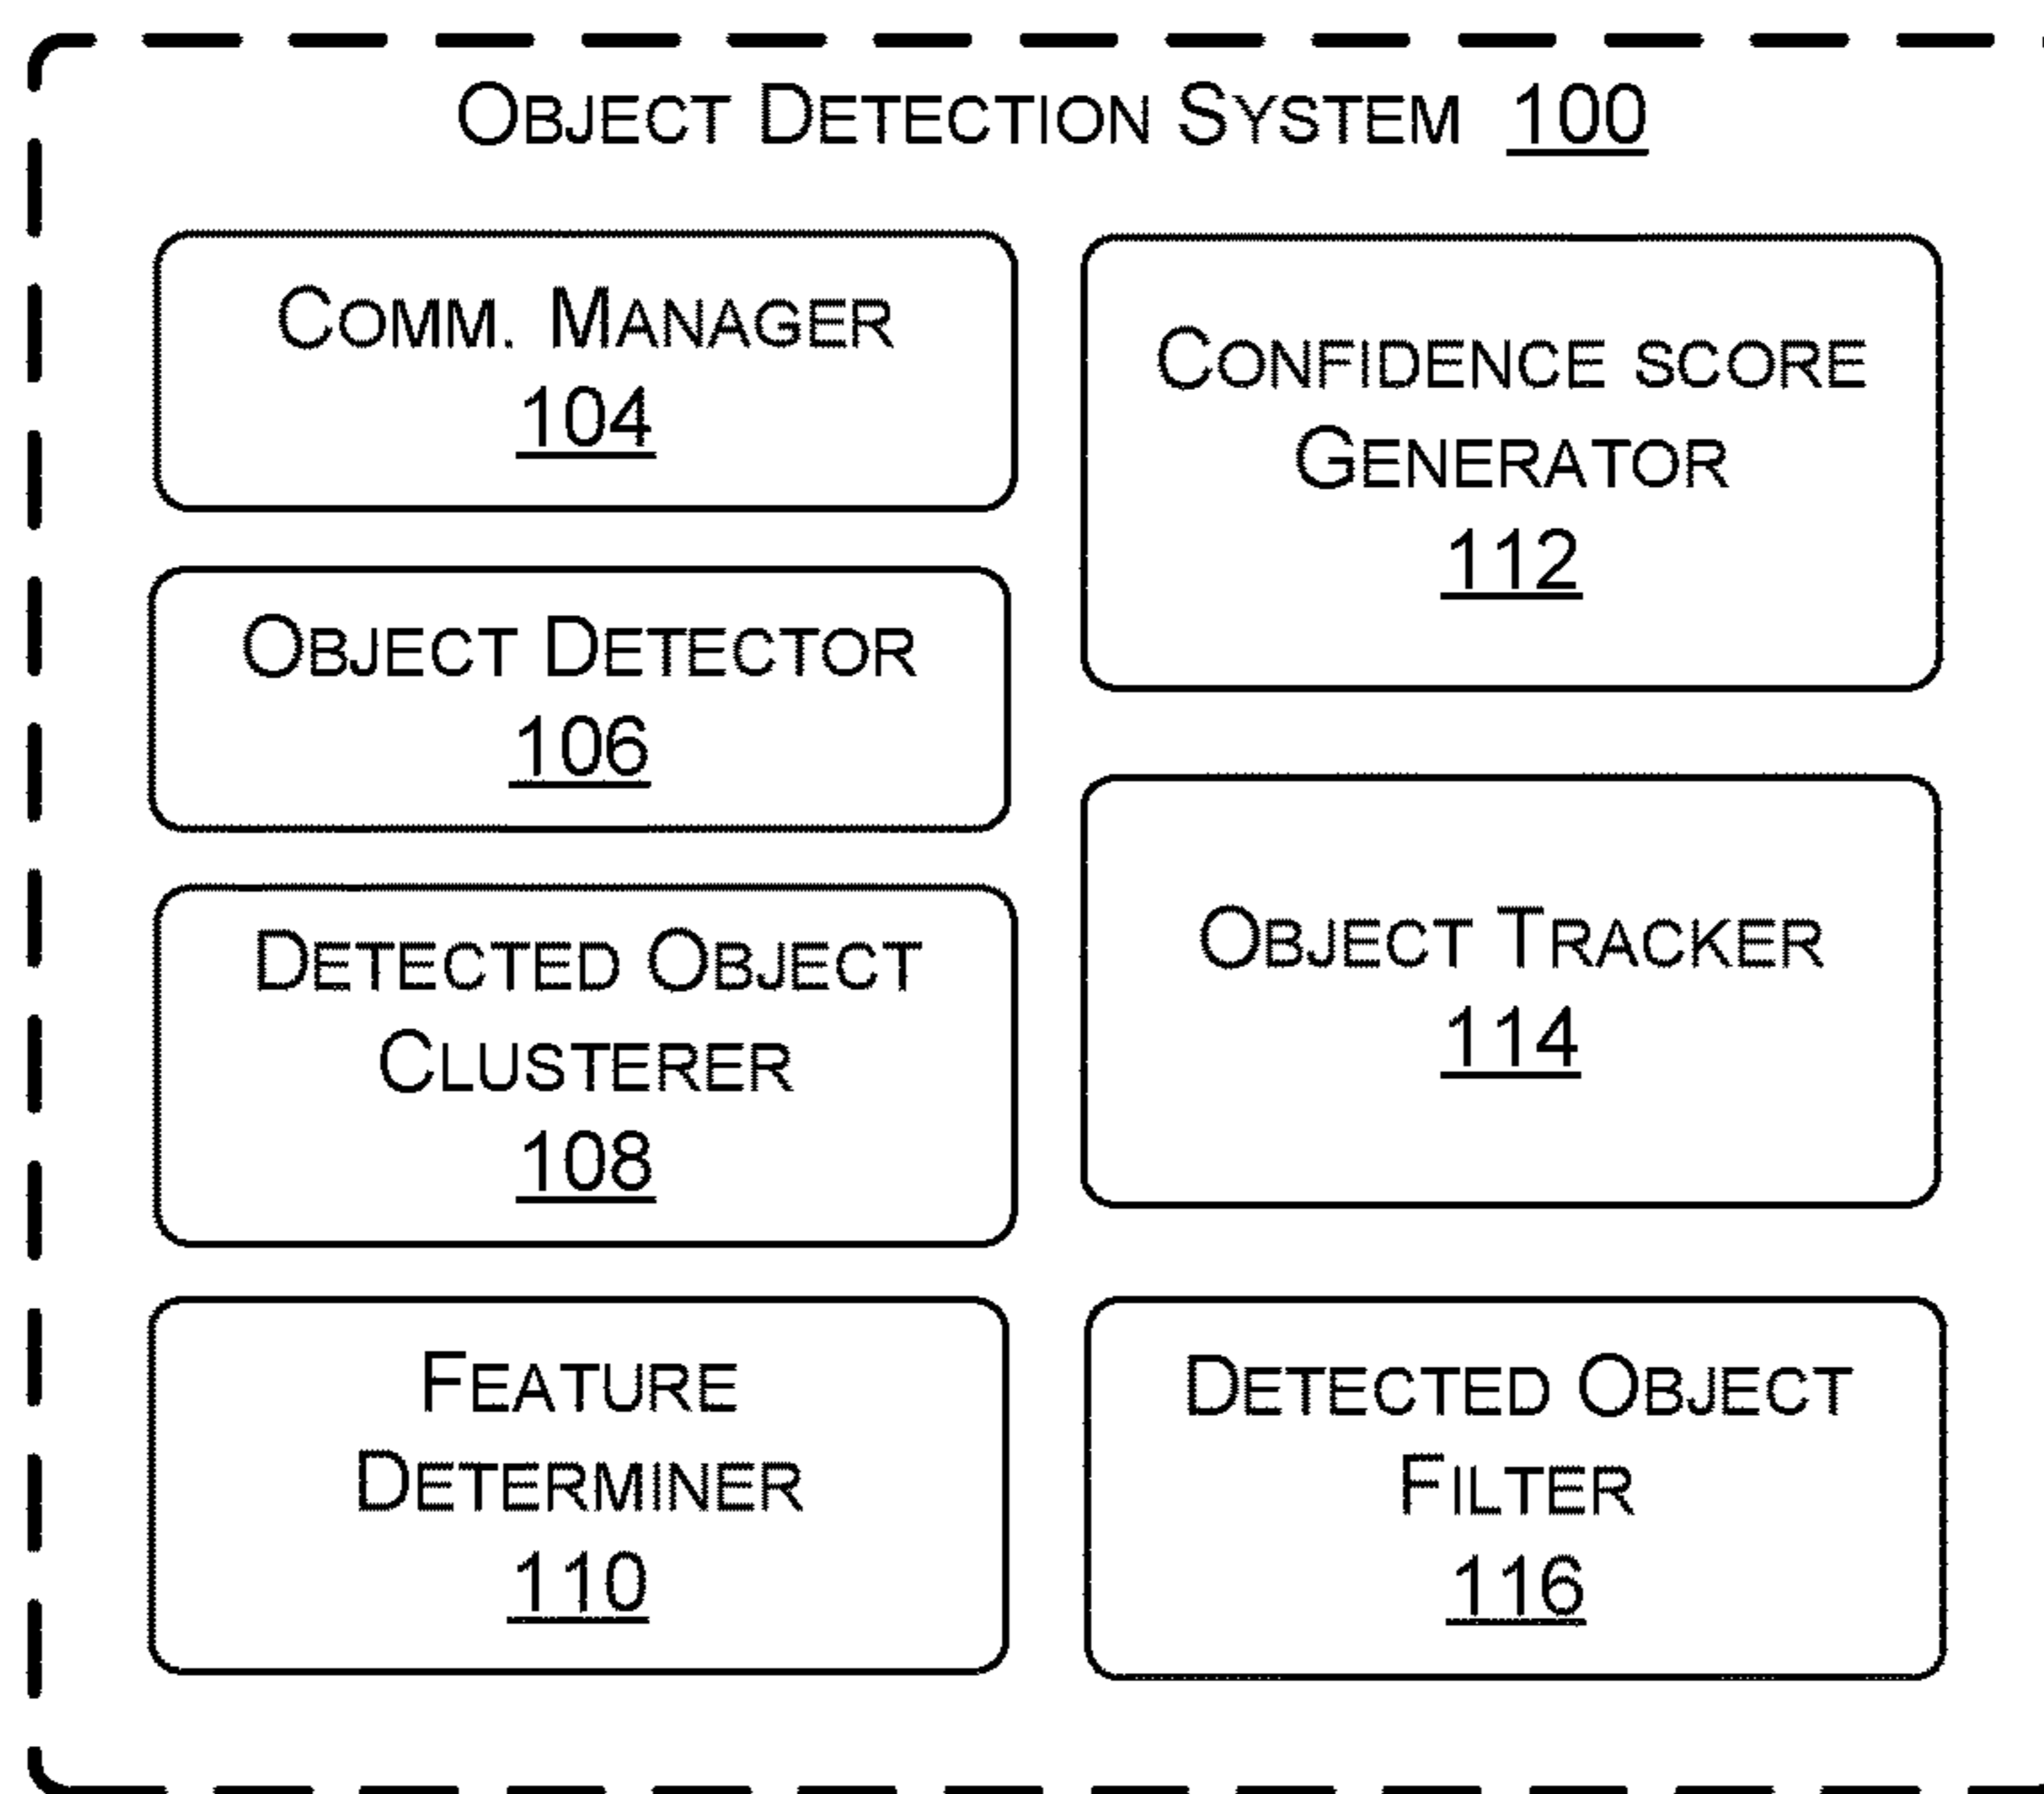 OBJECT DETECTION SYSTEM 100
COMM. MANAGER
104
OBJECT DETECTOR
106
DETECTED OBJECT
CLUSTERER
108
FEATURE
DETERMINER
110
CONFIDENCE SCORE
GENERATOR
112
OBJECT TRACKER
114
DETECTED OBJECT
FILTER
116